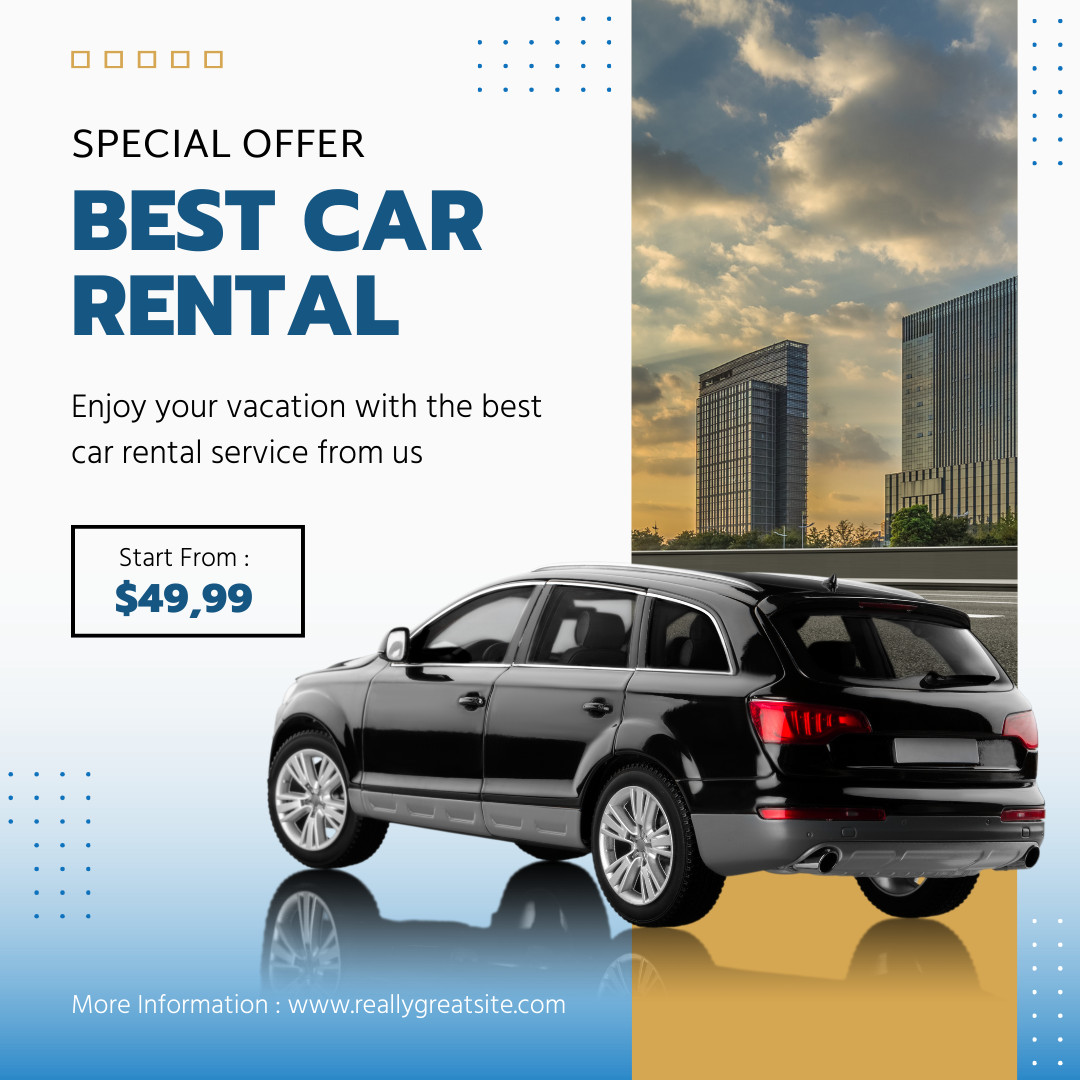 SPECIAL OFFER
BEST CAR
RENTAL
Enjoy your vacation with the best
car rental service from us
Start From :
$49,99
More Information : www.reallygreatsite.com